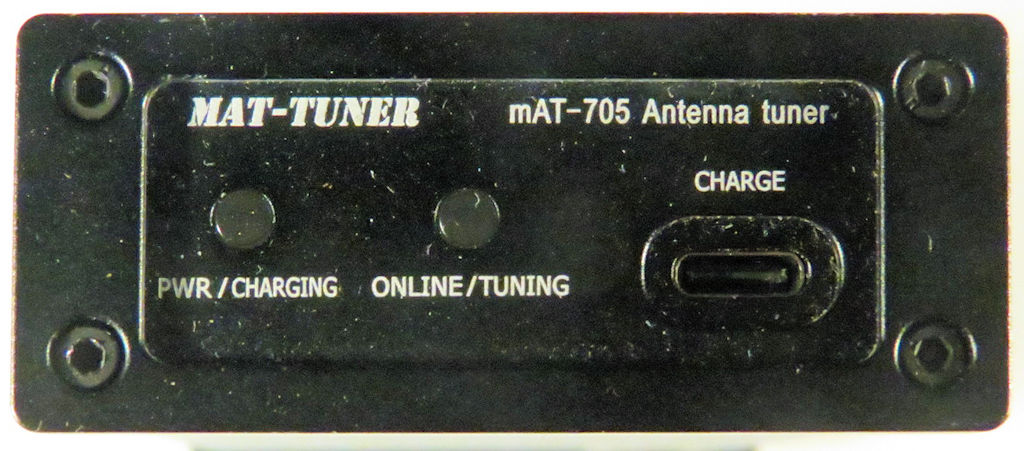 MAT-TUNER
mAT-705 Antenna tuner
CHARGE
PWR/CHARGING
ONLINE/TUNING